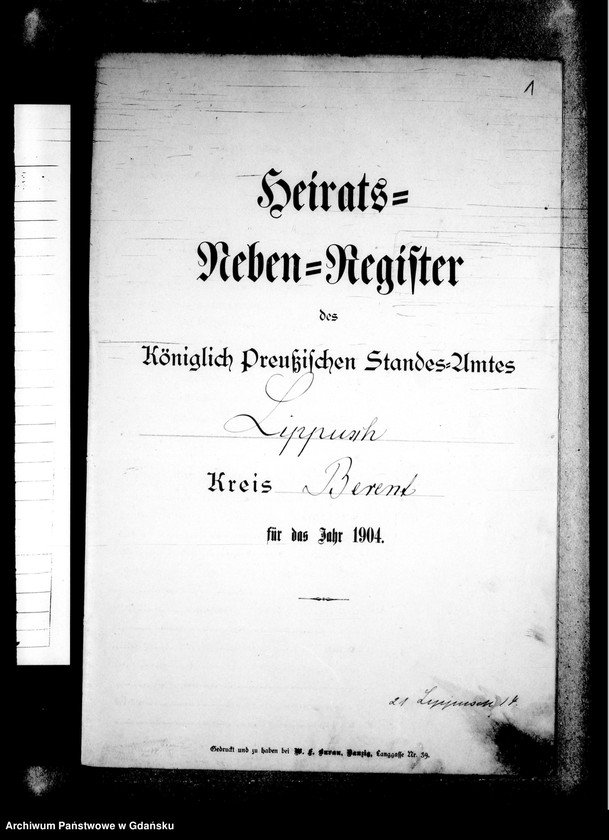 1
Heirats=
Neben=Register
des
Königlich Preußischen Standes=Amtes
Lippusch
Kreis Berent
für das Jahr 1904.
21 Lippusch 14.
Gedruckt und zu haben bei W. F. Burau, Danzig, Langgasse Nr. 39.
Archiwum Państwowe w Gdańsku